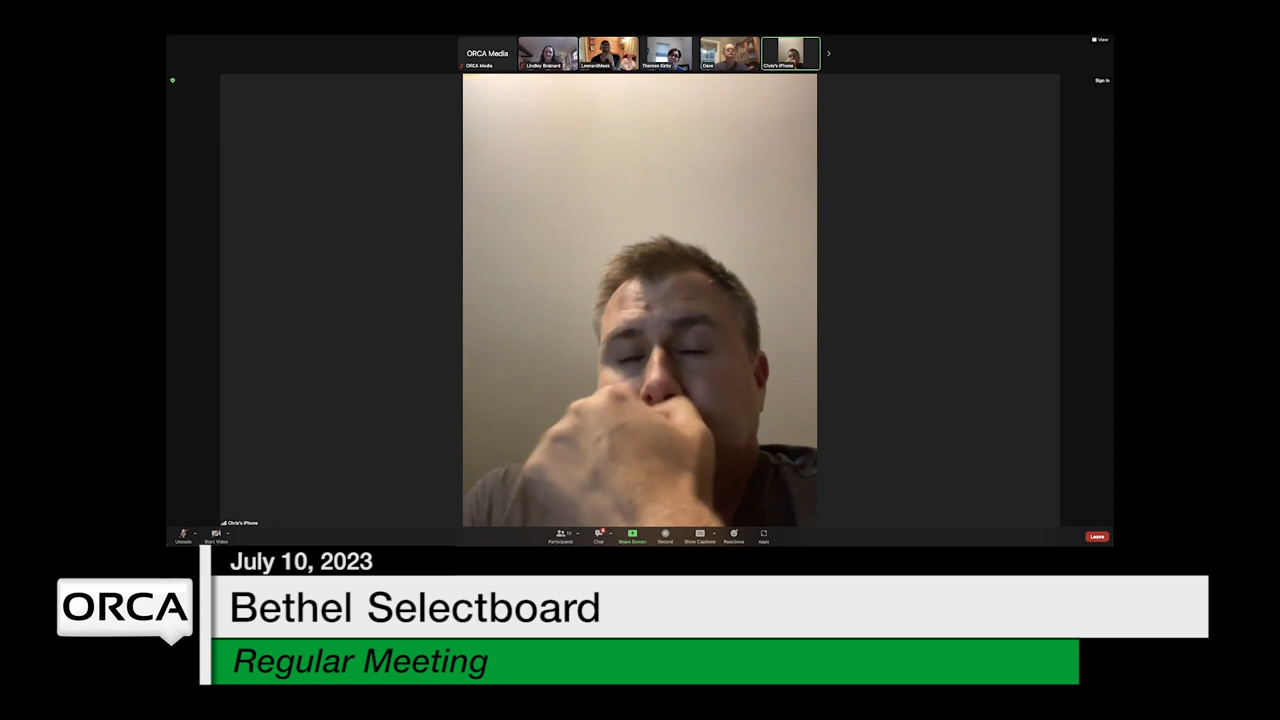 View
ORCA Media
ORCA Media
Lindley Brainard
LeonardMeek
Therese Kirby
Dave
Chris's iPhone
Sign in
Chris's iPhone
Unmute
Start Video
Participants
10
Chat
Share Screen
Record
Show Captions
Reactions
Apps
Leave
July 10, 2023
ORCA
Bethel Selectboard
Regular Meeting